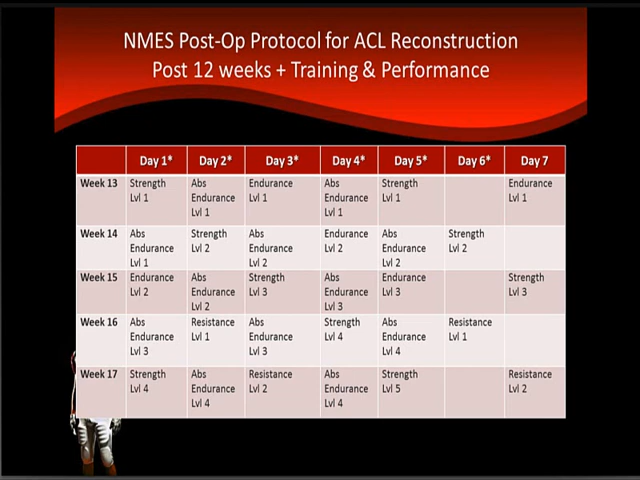 NMES Post-Op Protocol for ACL Reconstruction
Post 12 weeks + Training & Performance
Day 1* Day 2* Day 3* Day 4* Day 5* Day 6* Day 7
Week 13 Strength Abs Endurance Abs Strength Endurance
Lvl 1 Endurance Lvl 1 Endurance Lvl 1 Lvl 1
Lvl 1 Lvl 1
Week 14 Abs Strength Abs Endurance Abs Strength
Endurance Lvl 2 Endurance Lvl 2 Endurance Lvl 2
Lvl 1 Lvl 2 Lvl 2
Week 15 Endurance Abs Strength Abs Endurance Strength
Lvl 2 Endurance Lvl 3 Endurance Lvl 3 Lvl 3
Lvl 2 Lvl 3
Week 16 Abs Resistance Abs Strength Abs Resistance
Endurance Lvl 1 Endurance Lvl 4 Endurance Lvl 1
Lvl 3 Lvl 3 Lvl 4
Week 17 Strength Abs Resistance Abs Strength Resistance
Lvl 4 Endurance Lvl 2 Endurance Lvl 5 Lvl 2
Lvl 4 Lvl 4